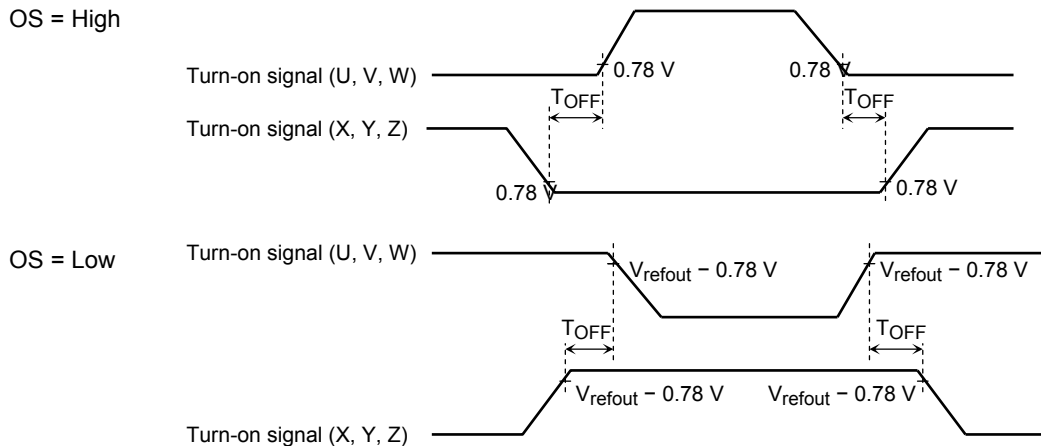 OS = High
Turn-on signal (U, V, W)
0.78 V
0.78 V
TOFF
TOFF
Turn-on signal (X, Y, Z)
0.78 V
0.78 V
OS = Low
Turn-on signal (U, V, W)
Vrefout − 0.78 V
Vrefout − 0.78 V
TOFF
TOFF
Vrefout − 0.78 V
Vrefout − 0.78 V
Turn-on signal (X, Y, Z)